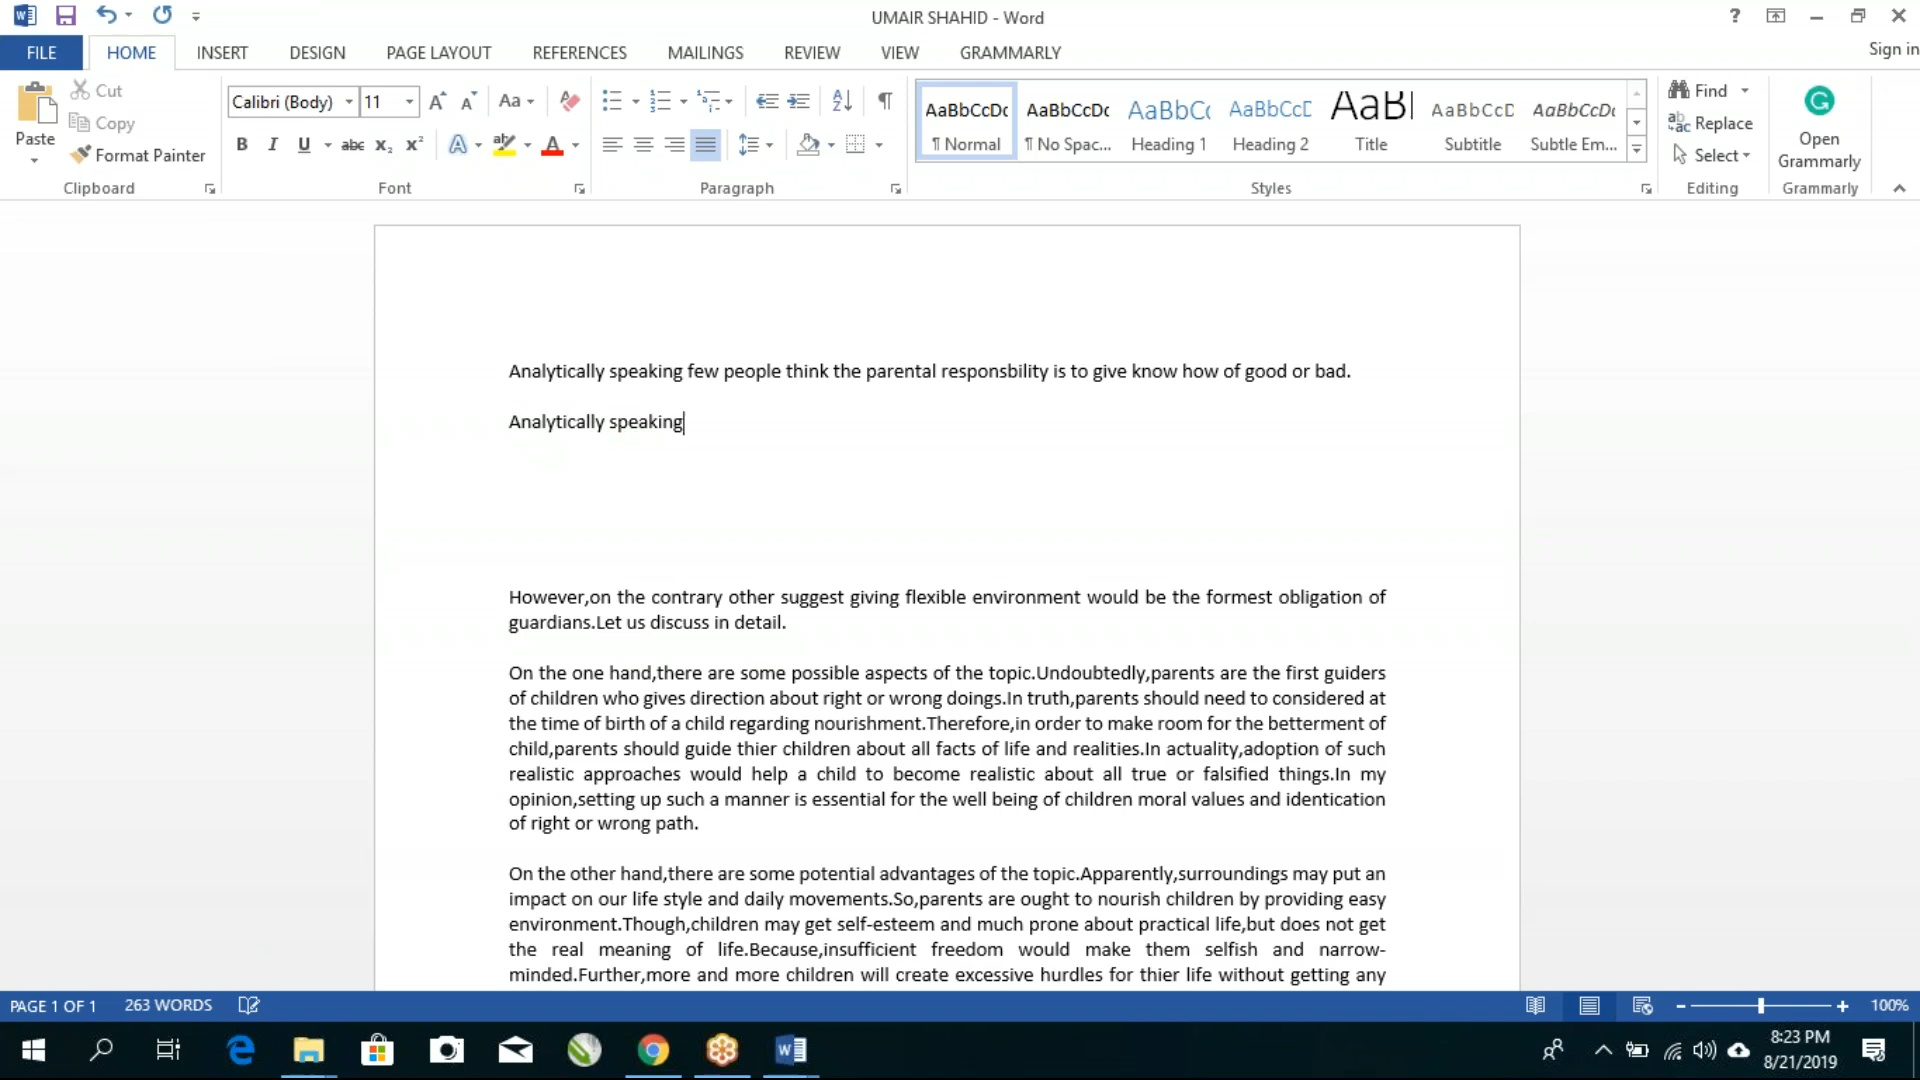 UMAIR SHAHID - Word
FILE HOME INSERT DESIGN PAGE LAYOUT REFERENCES MAILINGS REVIEW VIEW GRAMMARLY Sign in
Paste Cut Copy Format Painter
Calibri (Body) 11
AaBbCcDc AaBbCcDc AaBbCc AaBbCcD AaBl AaBbCcD AaBbCcDc
¶ Normal ¶ No Spac... Heading 1 Heading 2 Title Subtitle Subtle Em...
Find Replace Select
Open Grammarly
Clipboard Font Paragraph Styles Editing Grammarly
Analytically speaking few people think the parental responsbility is to give know how of good or bad.
Analytically speaking
However,on the contrary other suggest giving flexible environment would be the formest obligation of
guardians.Let us discuss in detail.
On the one hand,there are some possible aspects of the topic.Undoubtedly,parents are the first guiders
of children who gives direction about right or wrong doings.In truth,parents should need to considered at
the time of birth of a child regarding nourishment.Therefore,in order to make room for the betterment of
child,parents should guide thier children about all facts of life and realities.In actuality,adoption of such
realistic approaches would help a child to become realistic about all true or falsified things.In my
opinion,setting up such a manner is essential for the well being of children moral values and identication
of right or wrong path.
On the other hand,there are some potential advantages of the topic.Apparently,surroundings may put an
impact on our life style and daily movements.So,parents are ought to nourish children by providing easy
environment.Though,children may get self-esteem and much prone about practical life,but does not get
the real meaning of life.Because,insufficient freedom would make them selfish and narrow-
minded.Further,more and more children will create excessive hurdles for thier life without getting any
PAGE 1 OF 1 263 WORDS 100%
8:23 PM
8/21/2019